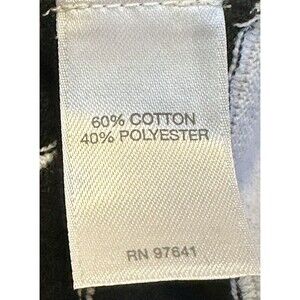 60% COTTON
40% POLYESTER
RN 97641